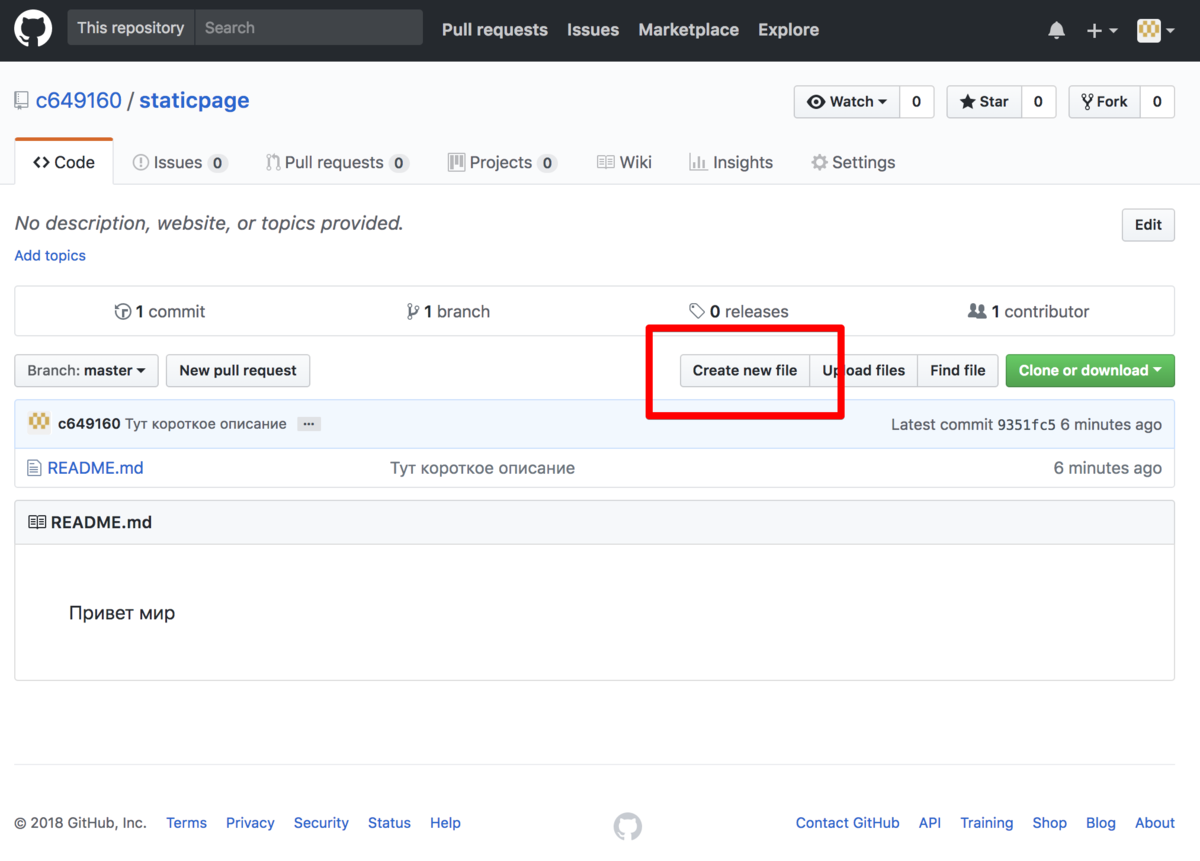 This repository Search Pull requests Issues Marketplace Explore
c649160 / staticpage Watch 0 Star 0 Fork 0
Code Issues 0 Pull requests 0 Projects 0 Wiki Insights Settings
No description, website, or topics provided. Edit
Add topics
1 commit 1 branch 0 releases 1 contributor
Branch: master New pull request Create new file Upload files Find file Clone or download
c649160 Тут короткое описание ... Latest commit 9351fc5 6 minutes ago
README.md Тут короткое описание 6 minutes ago
README.md
Привет мир
© 2018 GitHub, Inc. Terms Privacy Security Status Help Contact GitHub API Training Shop Blog About